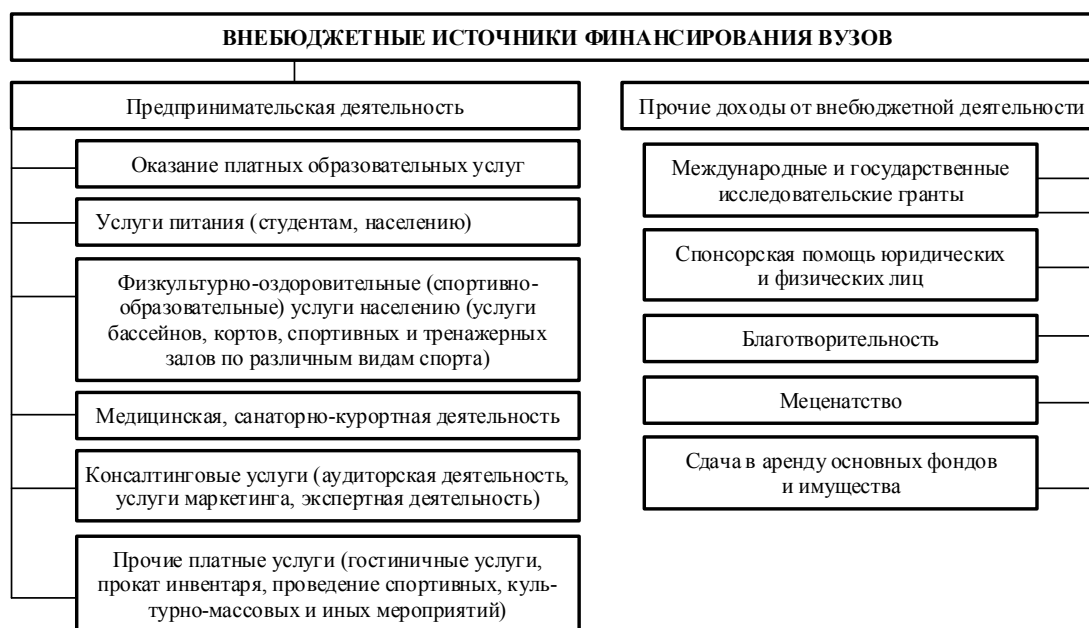 ВНЕБЮДЖЕТНЫЕ ИСТОЧНИКИ ФИНАНСИРОВАНИЯ ВУЗОВ
Предпринимательская деятельность
Оказание платных образовательных услуг
Услуги питания (студентам, населению)
Физкультурно-оздоровительные (спортивно-
образовательные) услуги населению (услуги
бассейнов, кортов, спортивных и тренажерных
залов по различным видам спорта)
Медицинская, санаторно-курортная деятельность
Консалтинговые услуги (аудиторская деятельность,
услуги маркетинга, экспертная деятельность)
Прочие платные услуги (гостиничные услуги,
прокат инвентаря, проведение спортивных, куль-
турно-массовых и иных мероприятий)
Прочие доходы от внебюджетной деятельности
Международные и государственные
исследовательские гранты
Спонсорская помощь юридических
и физических лиц
Благотворительность
Меценатство
Сдача в аренду основных фондов
и имущества